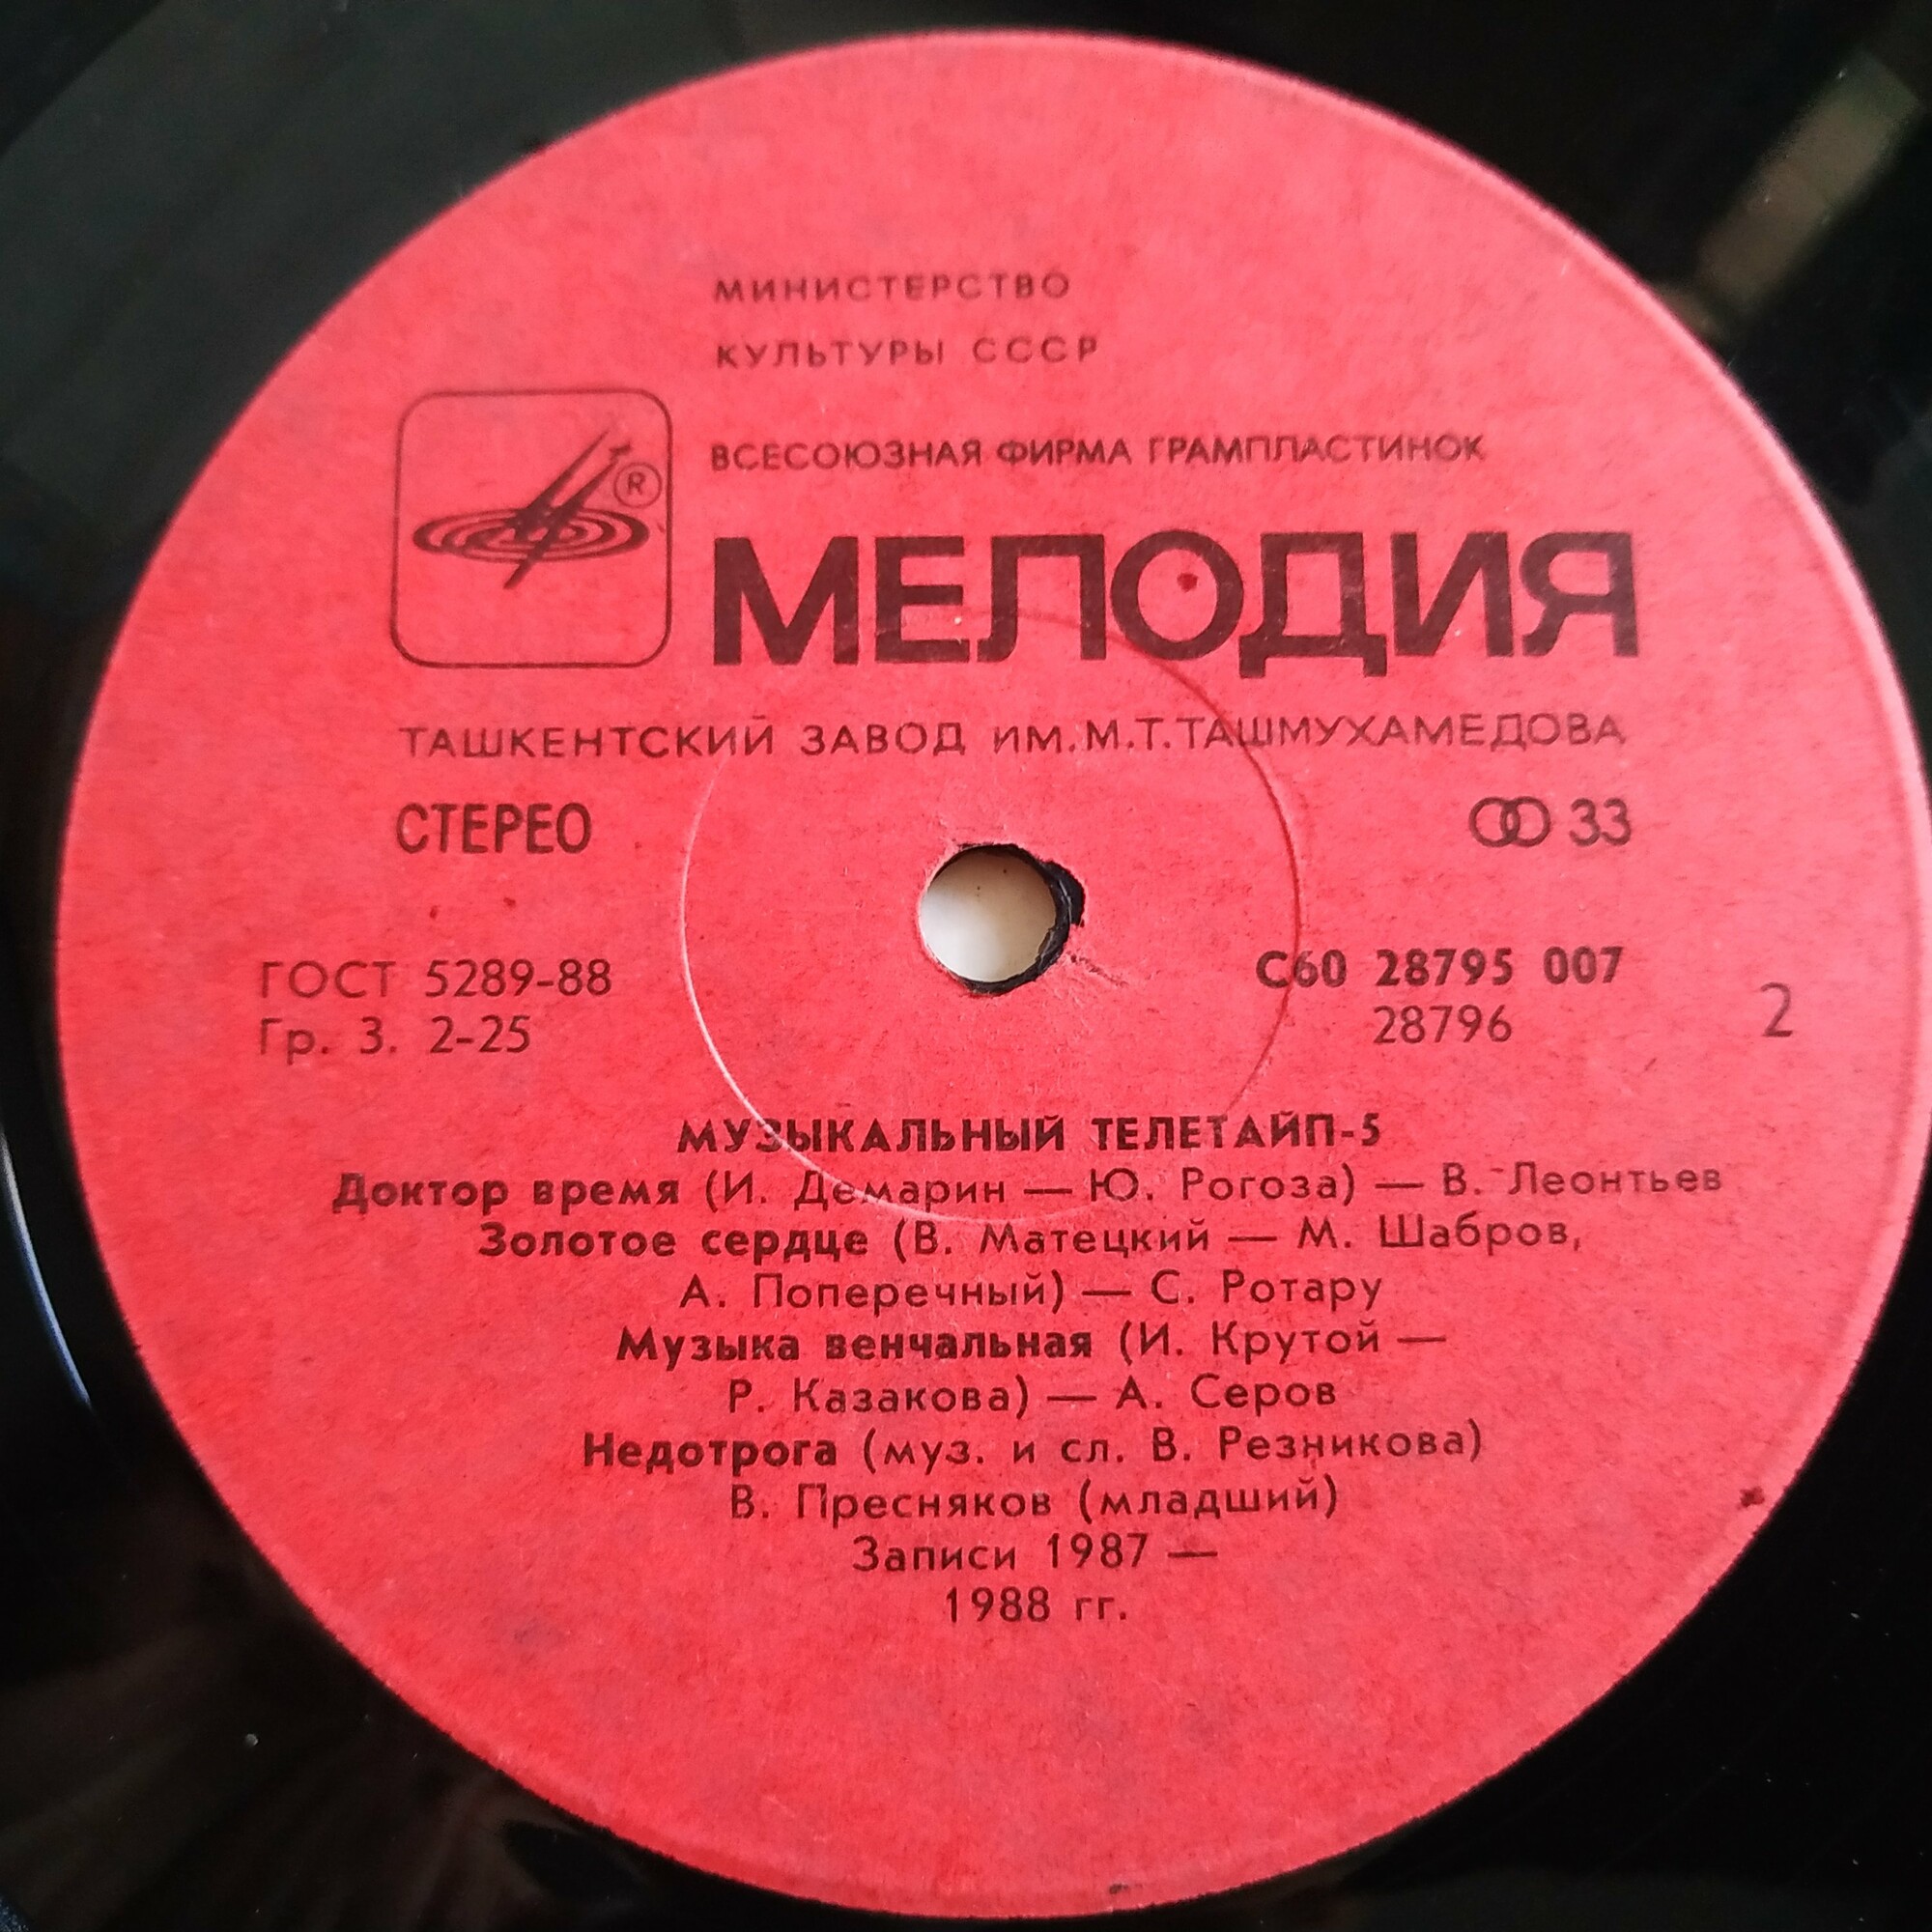 МИНИСТЕРСТВО
КУЛЬТУРЫ СССР
ВСЕСОЮЗНАЯ ФИРМА ГРАМПЛАСТИНОК
®
МЕЛОДИЯ
ТАШКЕНТСКИЙ ЗАВОД ИМ.М.Т.ТАШМУХАМЕДОВА
СТЕРЕО 33
ГОСТ 5289-88 С60 28795 007
Гр. 3. 2-25 28796 2
МУЗЫКАЛЬНЫЙ ТЕЛЕТАЙП-5
Доктор время (И. Демарин — Ю. Рогоза) — В. Леонтьев
Золотое сердце (В. Матецкий — М. Шабров,
А. Поперечный) — С. Ротару
Музыка венчальная (И. Крутой —
Р. Казакова) — А. Серов
Недотрога (муз. и сл. В. Резникова)
В. Пресняков (младший)
Записи 1987 —
1988 гг.